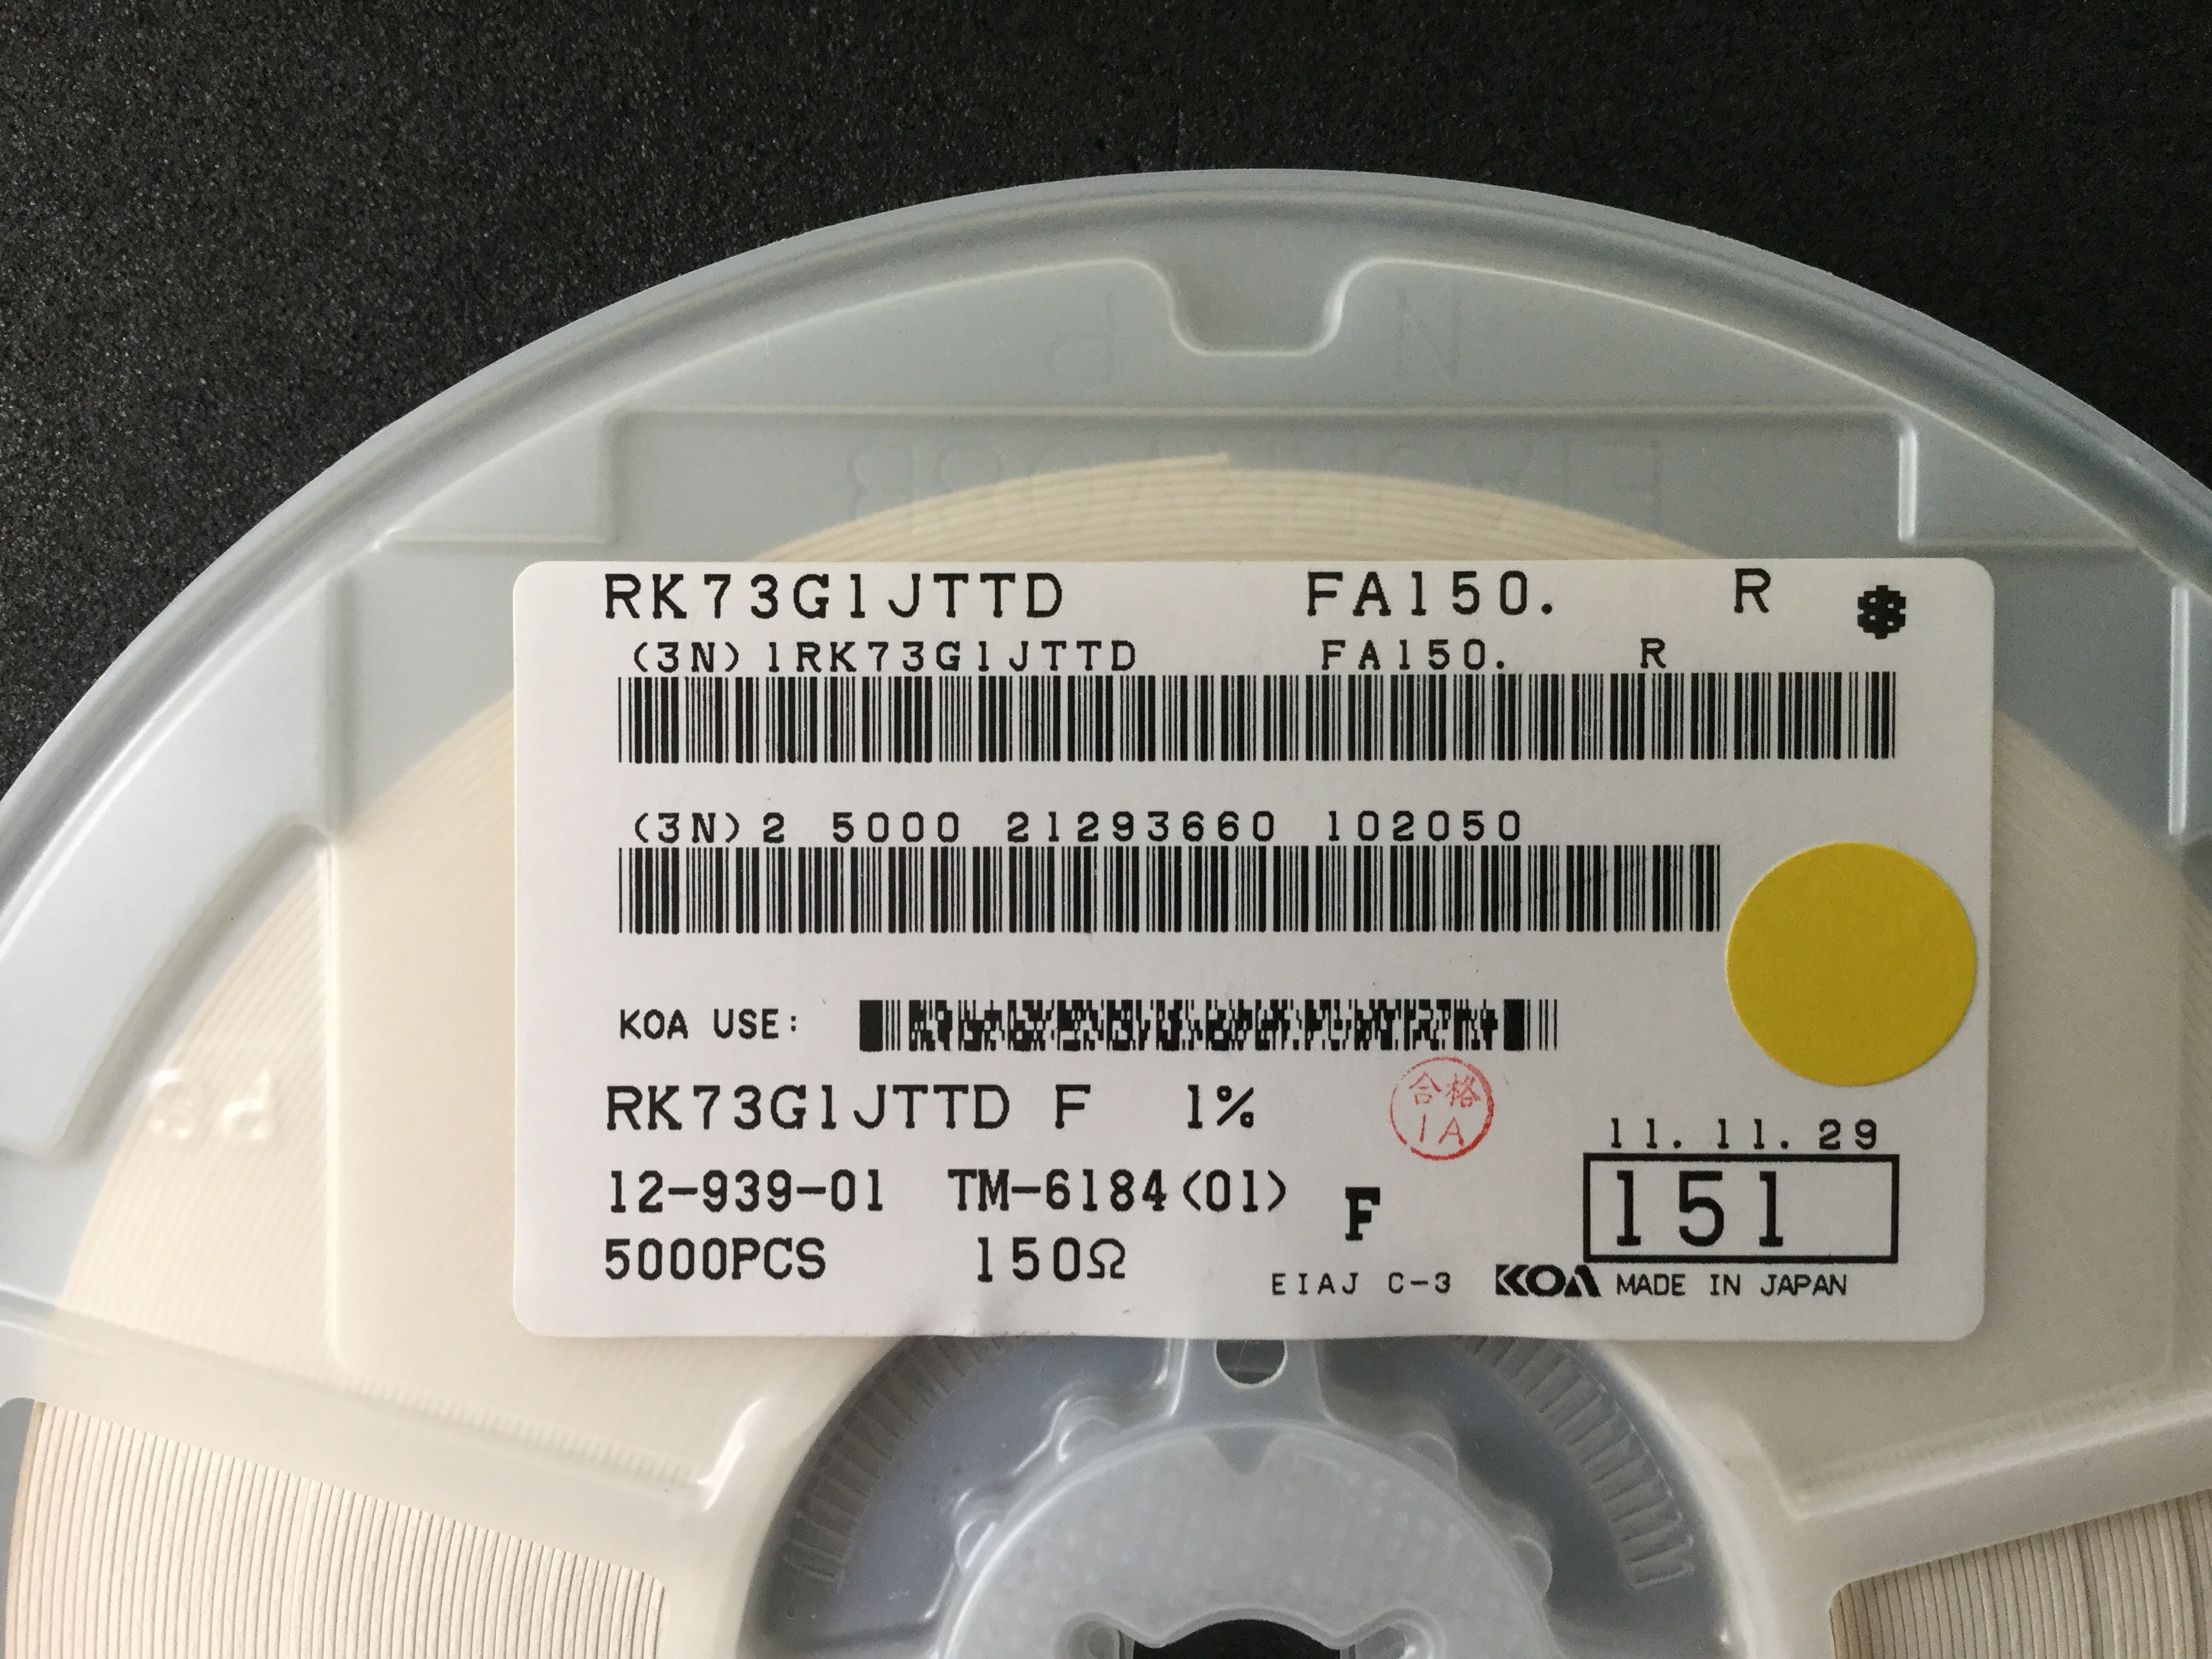 RK73G1JTTD FA150. R
(3N)1RK73G1JTTD FA150. R
(3N)2 5000 21293660 102050
KOA USE:
RK73G1JTTD F 1%
合格
1A
11.11.29
12-939-01 TM-6184(01) F
151
5000PCS 150Ω
EIAJ C-3 KOA MADE IN JAPAN